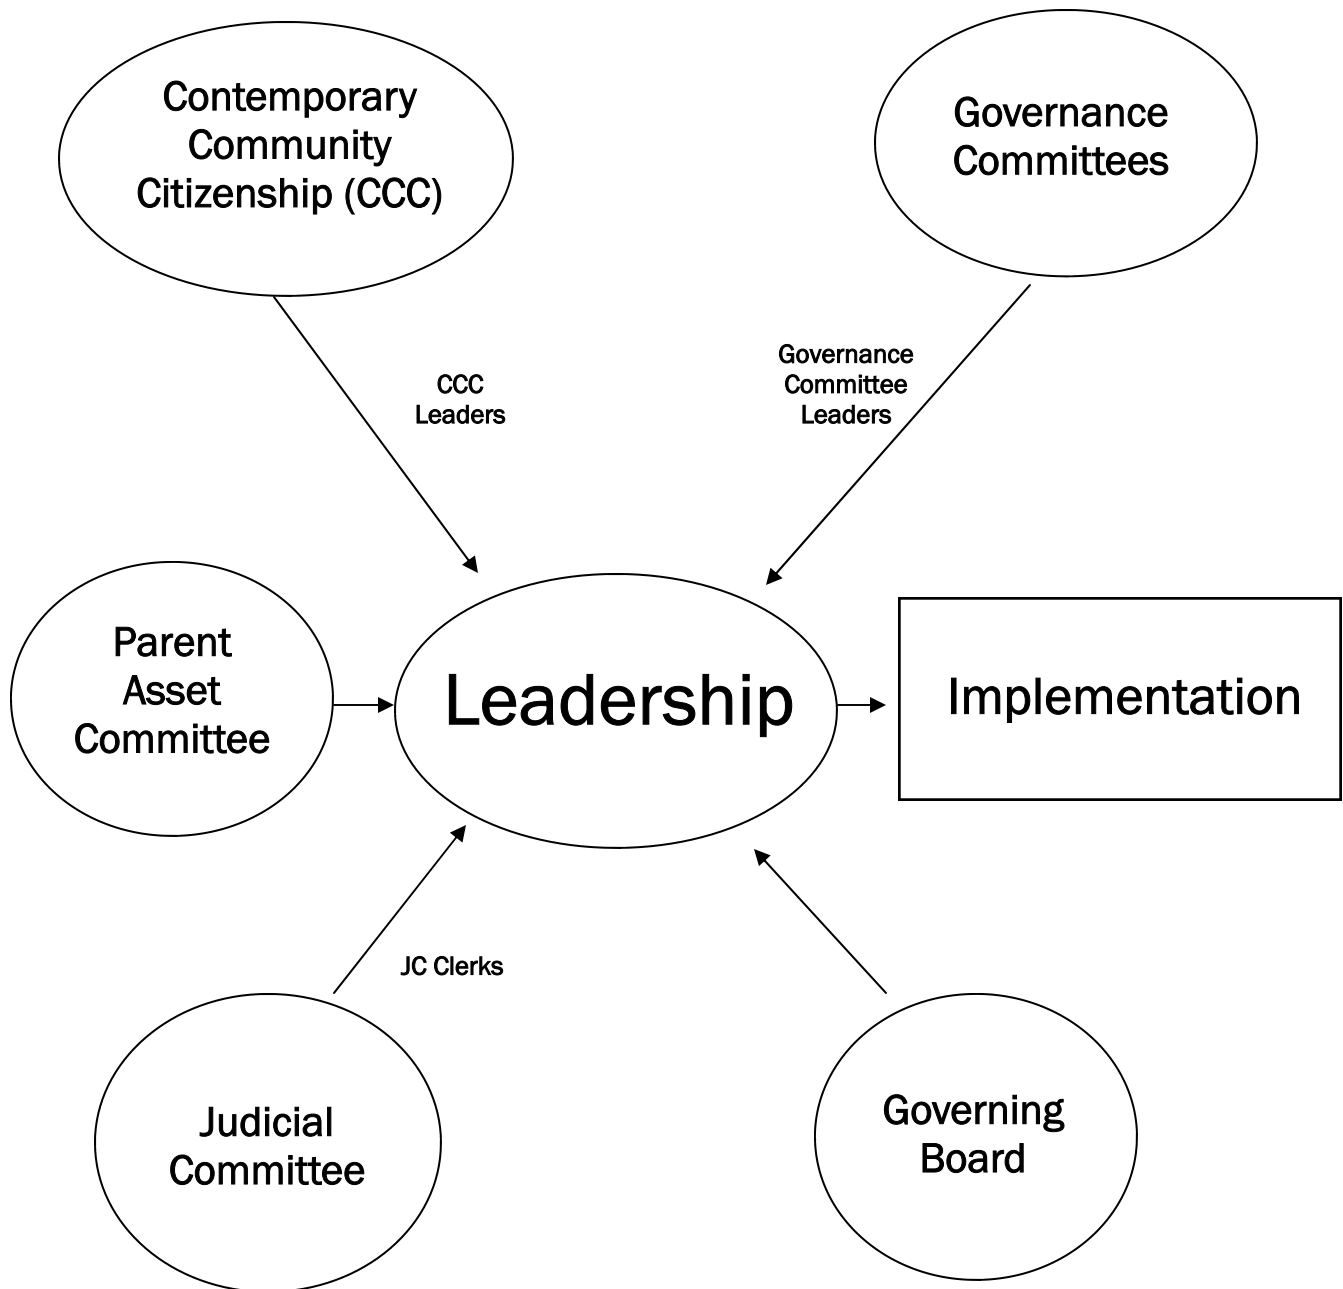 Contemporary
Community
Citizenship (CCC)
Governance
Committees
CCC
Leaders
Governance
Committee
Leaders
Parent
Asset
Committee
Leadership
Implementation
JC Clerks
Judicial
Committee
Governing
Board